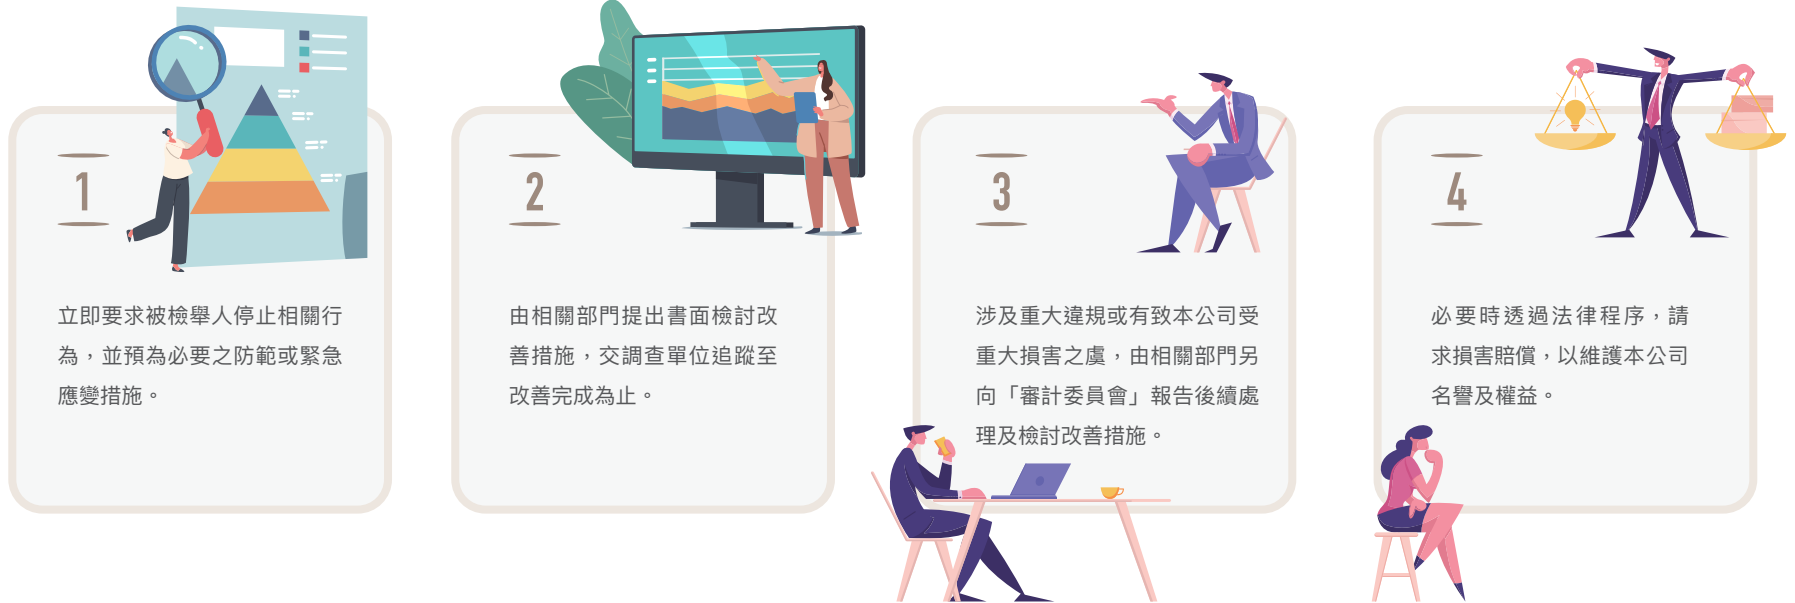 1
立即要求被檢舉人停止相關行
為，並預為必要之防範或緊急
應變措施。
2
由相關部門提出書面檢討改
善措施，交調查單位追蹤至
改善完成為止。
3
涉及重大違規或有致本公司受
重大損害之虞，由相關部門另
向「審計委員會」報告後續處
理及檢討改善措施。
4
必要時透過法律程序，請
求損害賠償，以維護本公司
名譽及權益。